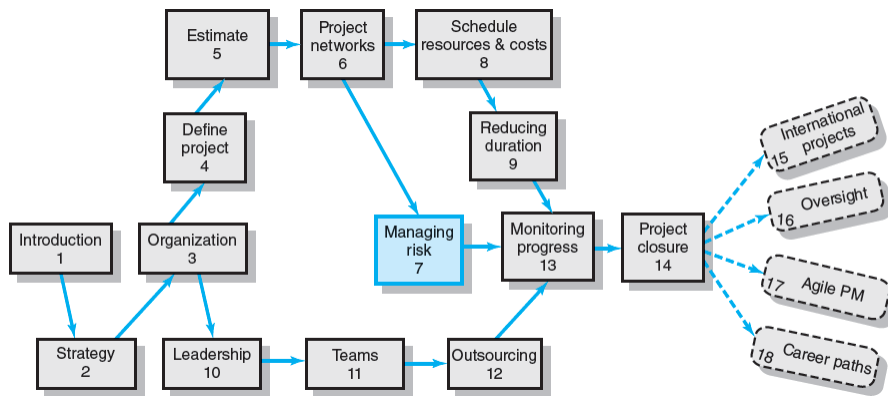 Estimate
5
Project
networks
6
Schedule
resources & costs
8
Define
project
4
Reducing
duration
9
International
projects
15
Oversight
16
Introduction
1
Organization
3
Managing
risk
7
Monitoring
progress
13
Project
closure
14
Agile PM
17
Strategy
2
Leadership
10
Teams
11
Outsourcing
12
Career paths
18